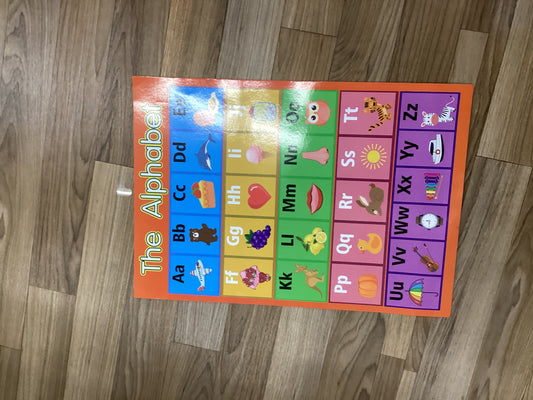 The Alphabet
Aa Bb Cc Dd Ee
Ff Gg Hh Ii Jj
Kk Ll Mm Nn Oo
Pp Qq Rr Ss Tt
Uu Vv Ww Xx Yy Zz